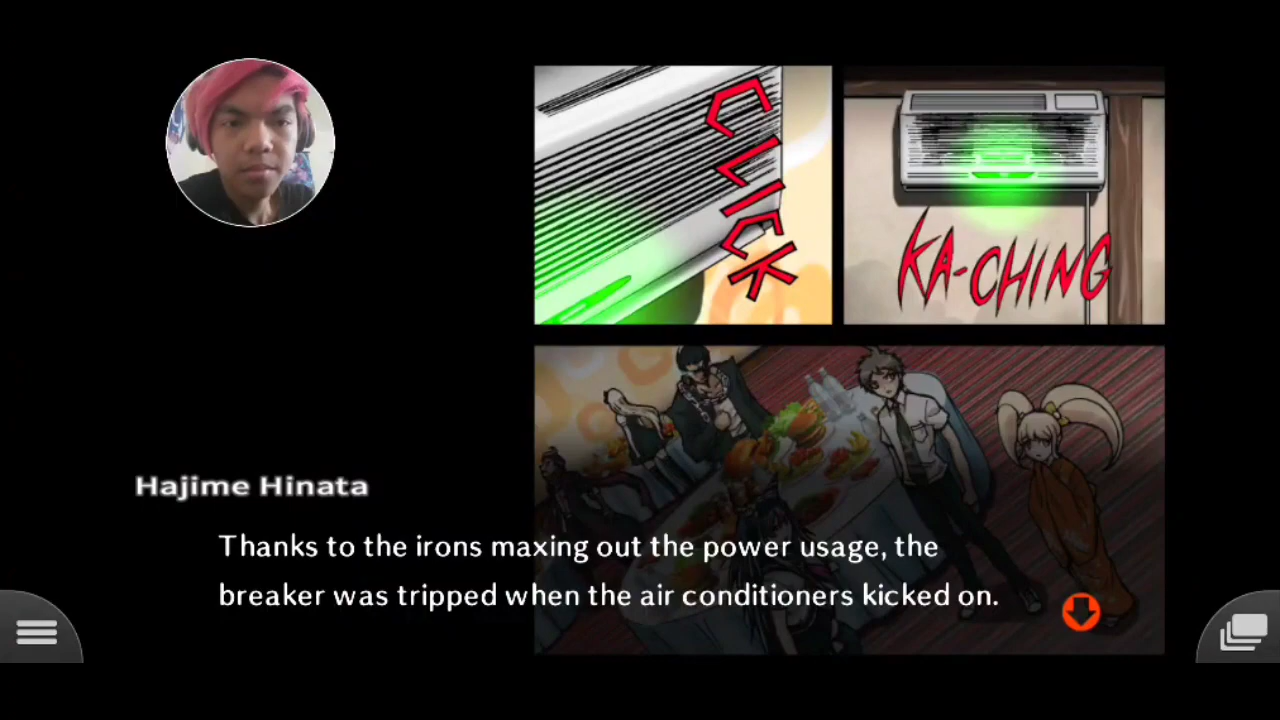 CLICK
KA-CHING
Hajime Hinata
Thanks to the irons maxing out the power usage, the
breaker was tripped when the air conditioners kicked on.